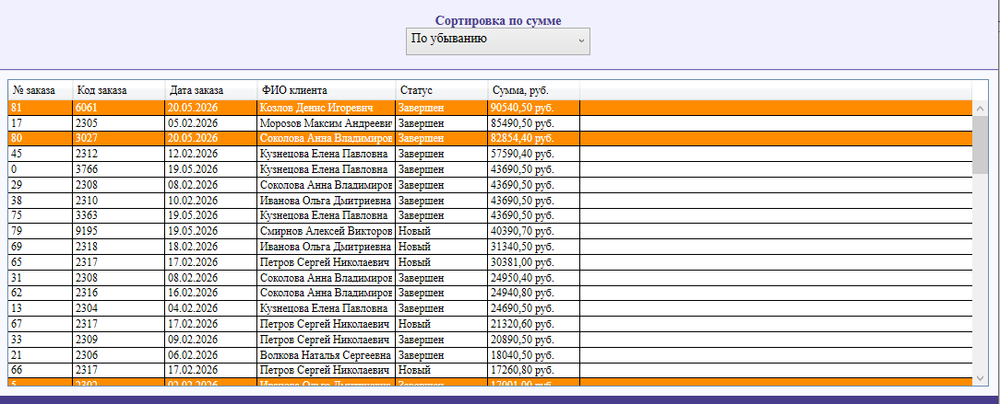 Сортировка по сумме
По убыванию
№ заказа Код заказа Дата заказа ФИО клиента Статус Сумма, руб.
81 6061 20.05.2026 Козлов Денис Игоревич Завершен 90540,50 руб.
17 2305 05.02.2026 Морозов Максим Андреевич Завершен 85490,50 руб.
80 3027 20.05.2026 Соколова Анна Владимиров Завершен 82854,40 руб.
45 2312 12.02.2026 Кузнецова Елена Павловна Завершен 57590,40 руб.
0 3766 19.05.2026 Кузнецова Елена Павловна Завершен 43690,50 руб.
29 2308 08.02.2026 Соколова Анна Владимиров Завершен 43690,50 руб.
38 2310 10.02.2026 Иванова Ольга Дмитриевна Завершен 43690,50 руб.
75 3363 19.05.2026 Кузнецова Елена Павловна Завершен 43690,50 руб.
79 9195 19.05.2026 Смирнов Алексей Викторов Новый 40390,70 руб.
69 2318 18.02.2026 Иванова Ольга Дмитриевна Новый 31340,50 руб.
65 2317 17.02.2026 Петров Сергей Николаевич Новый 30381,00 руб.
31 2308 08.02.2026 Соколова Анна Владимиров Завершен 24950,40 руб.
62 2316 16.02.2026 Соколова Анна Владимиров Завершен 24940,80 руб.
13 2304 04.02.2026 Кузнецова Елена Павловна Завершен 24690,50 руб.
67 2317 17.02.2026 Петров Сергей Николаевич Новый 21320,60 руб.
33 2309 09.02.2026 Петров Сергей Николаевич Завершен 20890,50 руб.
21 2306 06.02.2026 Волкова Наталья Сергеевна Завершен 18040,50 руб.
66 2317 17.02.2026 Петров Сергей Николаевич Новый 17260,80 руб.
5 2302 02.02.2026 Иванова Ольга Дмитриевна Завершен 17091,00 руб.